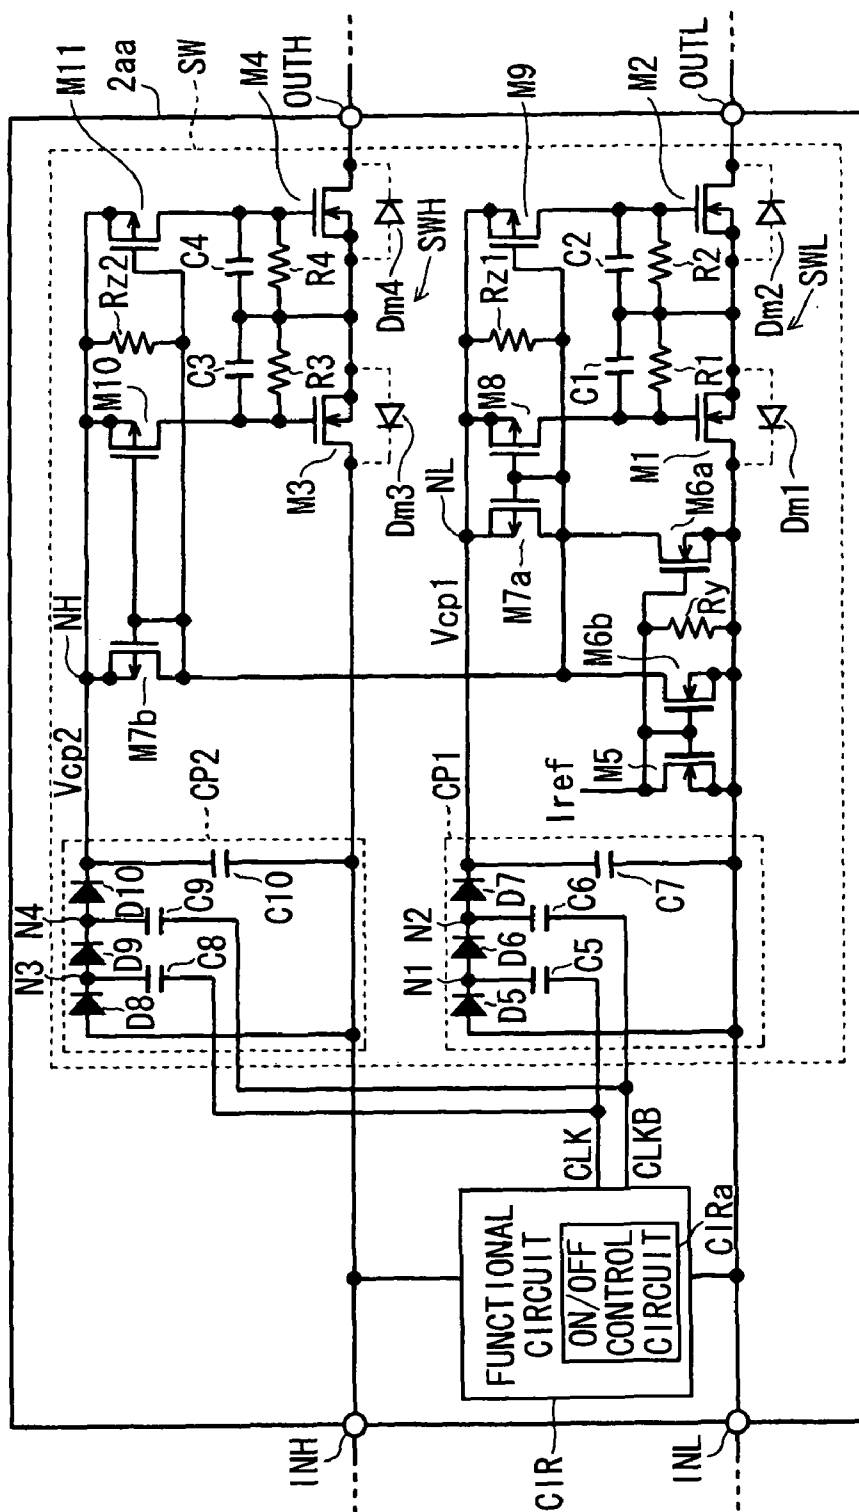 M11
2aa
SW
M4
OUTH
Rz2
C4
R4
Dm4
SWH
M10
C3
R3
M3
Dm3
NH
M7b
Vcp2
CP2
N4
D10
C9
C10
N3
D9
C8
D8
M9
M2
OUTL
Rz1
C2
R2
Dm2
SWL
M8
C1
R1
M1
Dm1
NL
M7a
M6a
Vcp1
Ry
M6b
M5
Iref
CP1
N2
D7
C6
C7
N1
D6
C5
D5
CLK
CLKB
FUNCTIONAL
CIRCUIT
ON/OFF
CONTROL
CIRCUIT
CIRa
CIR
INH
INL